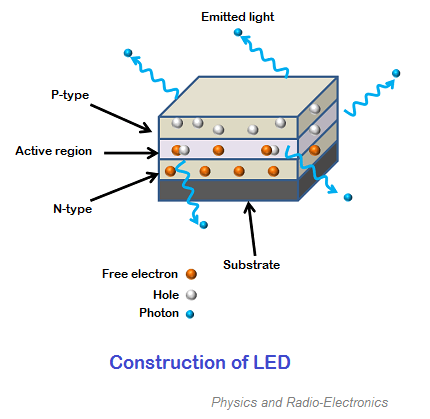 Emitted light
P-type
Active region
N-type
Substrate
Free electron
Hole
Photon
Construction of LED
Physics and Radio-Electronics